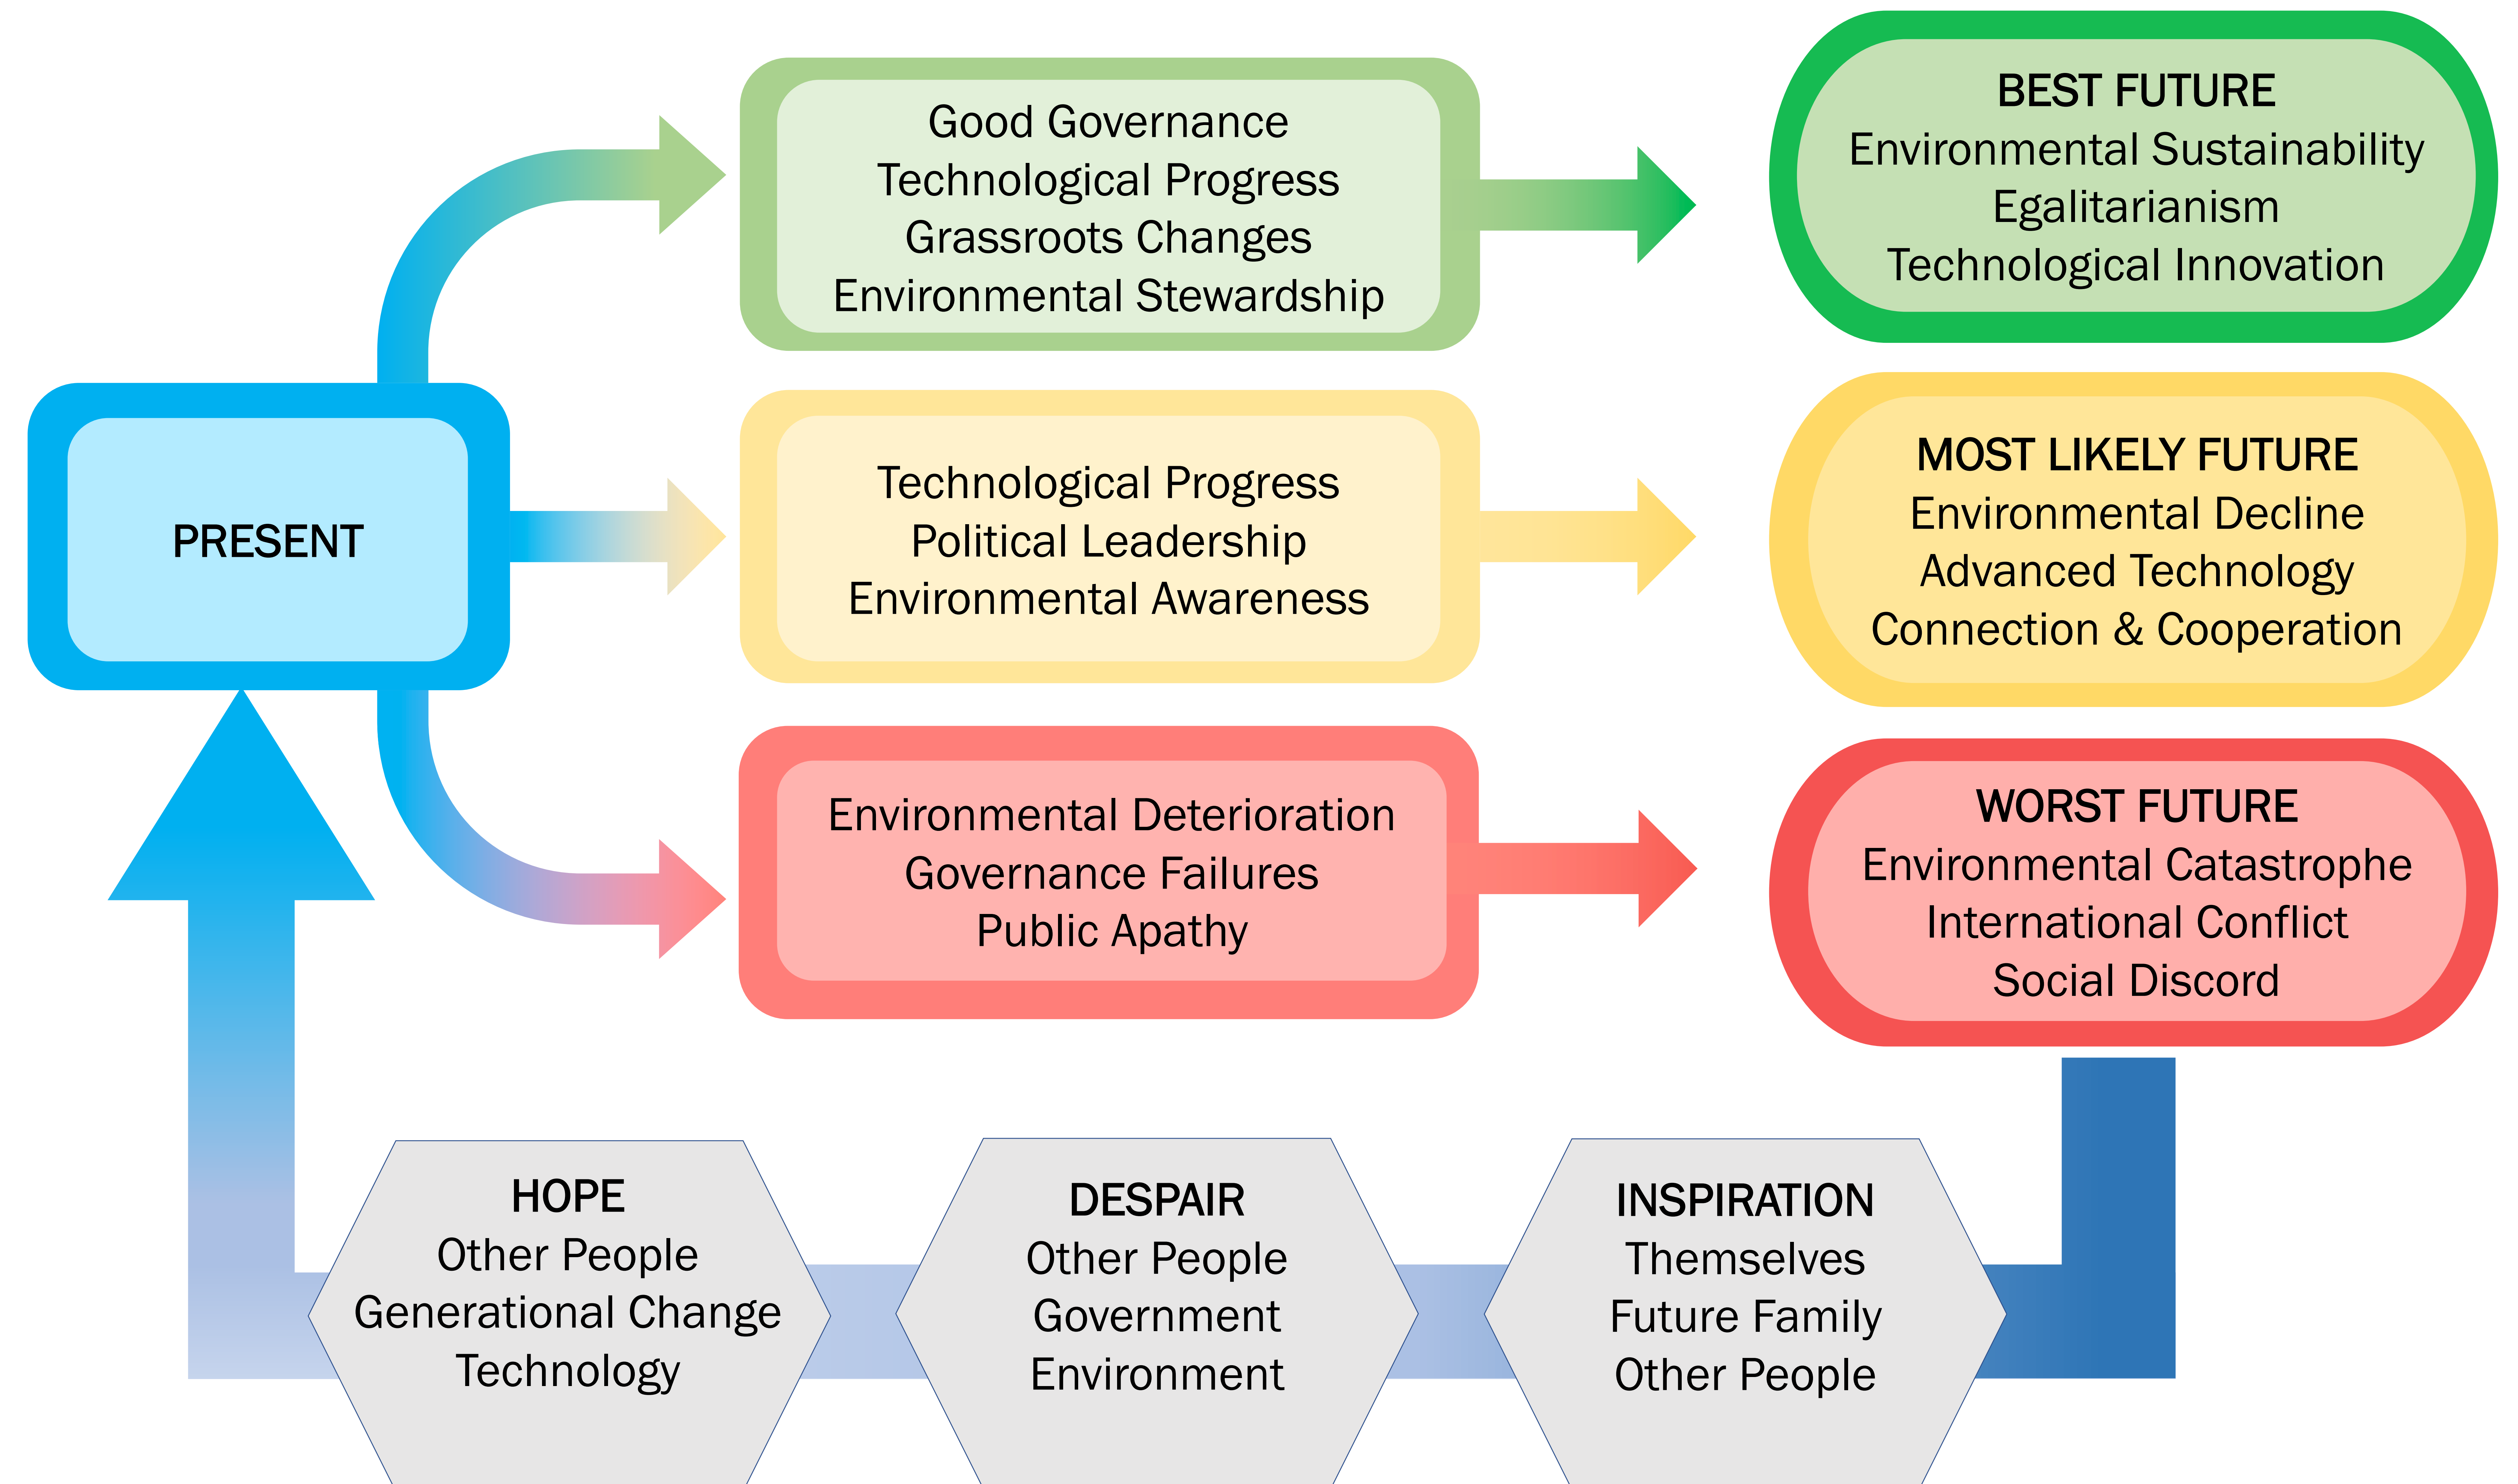 PRESENT
Good Governance
Technological Progress
Grassroots Changes
Environmental Stewardship
BEST FUTURE
Environmental Sustainability
Egalitarianism
Technological Innovation
Technological Progress
Political Leadership
Environmental Awareness
MOST LIKELY FUTURE
Environmental Decline
Advanced Technology
Connection & Cooperation
Environmental Deterioration
Governance Failures
Public Apathy
WORST FUTURE
Environmental Catastrophe
International Conflict
Social Discord
HOPE
Other People
Generational Change
Technology
DESPAIR
Other People
Government
Environment
INSPIRATION
Themselves
Future Family
Other People